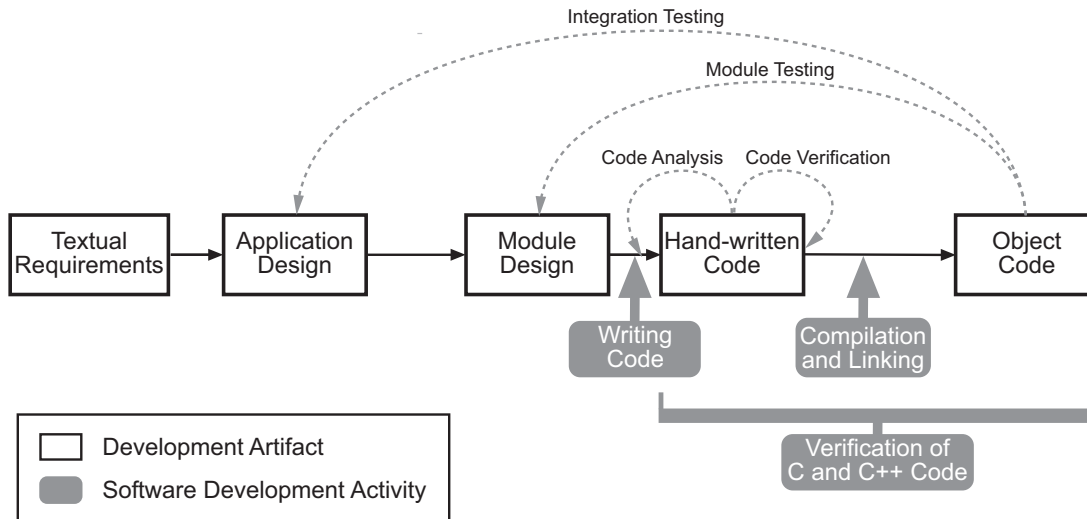 Integration Testing
Module Testing
Code Analysis
Code Verification
Textual
Requirements
Application
Design
Module
Design
Hand-written
Code
Object
Code
Writing
Code
Compilation
and Linking
Verification of
C and C++ Code
Development Artifact
Software Development Activity